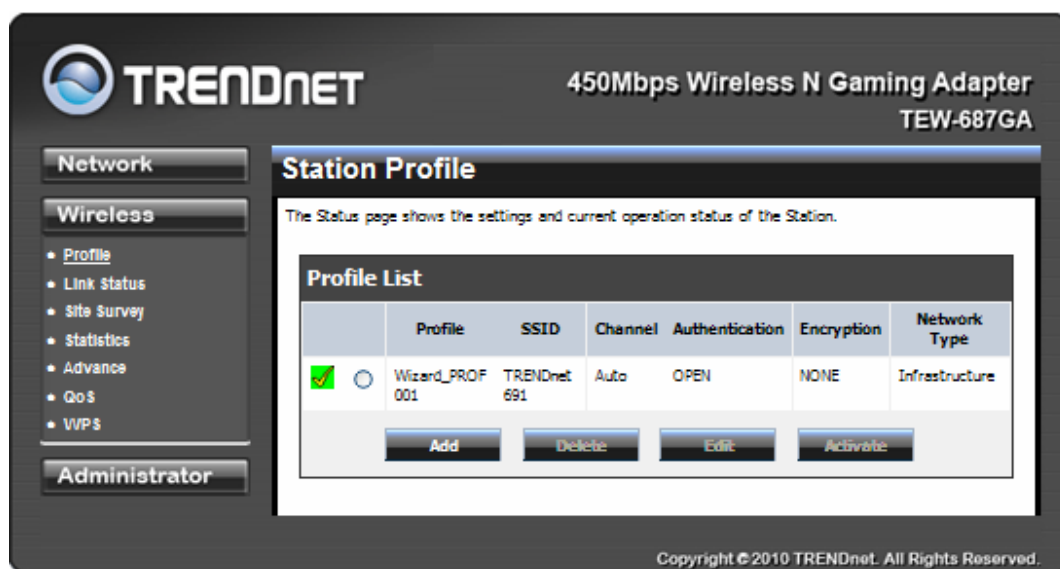 TRENDNET
450Mbps Wireless N Gaming Adapter
TEW-687GA
Network
Wireless
Profile
Link Status
Site Survey
Statistics
Advance
QoS
WPS
Administrator
Station Profile
The Status page shows the settings and current operation status of the Station.
Profile List
Profile SSID Channel Authentication Encryption Network
Type
Wizard_PROF TRENDnet Auto OPEN NONE Infrastructure
001 691
Add Delete Edit Activate
Copyright © 2010 TRENDnet. All Rights Reserved.